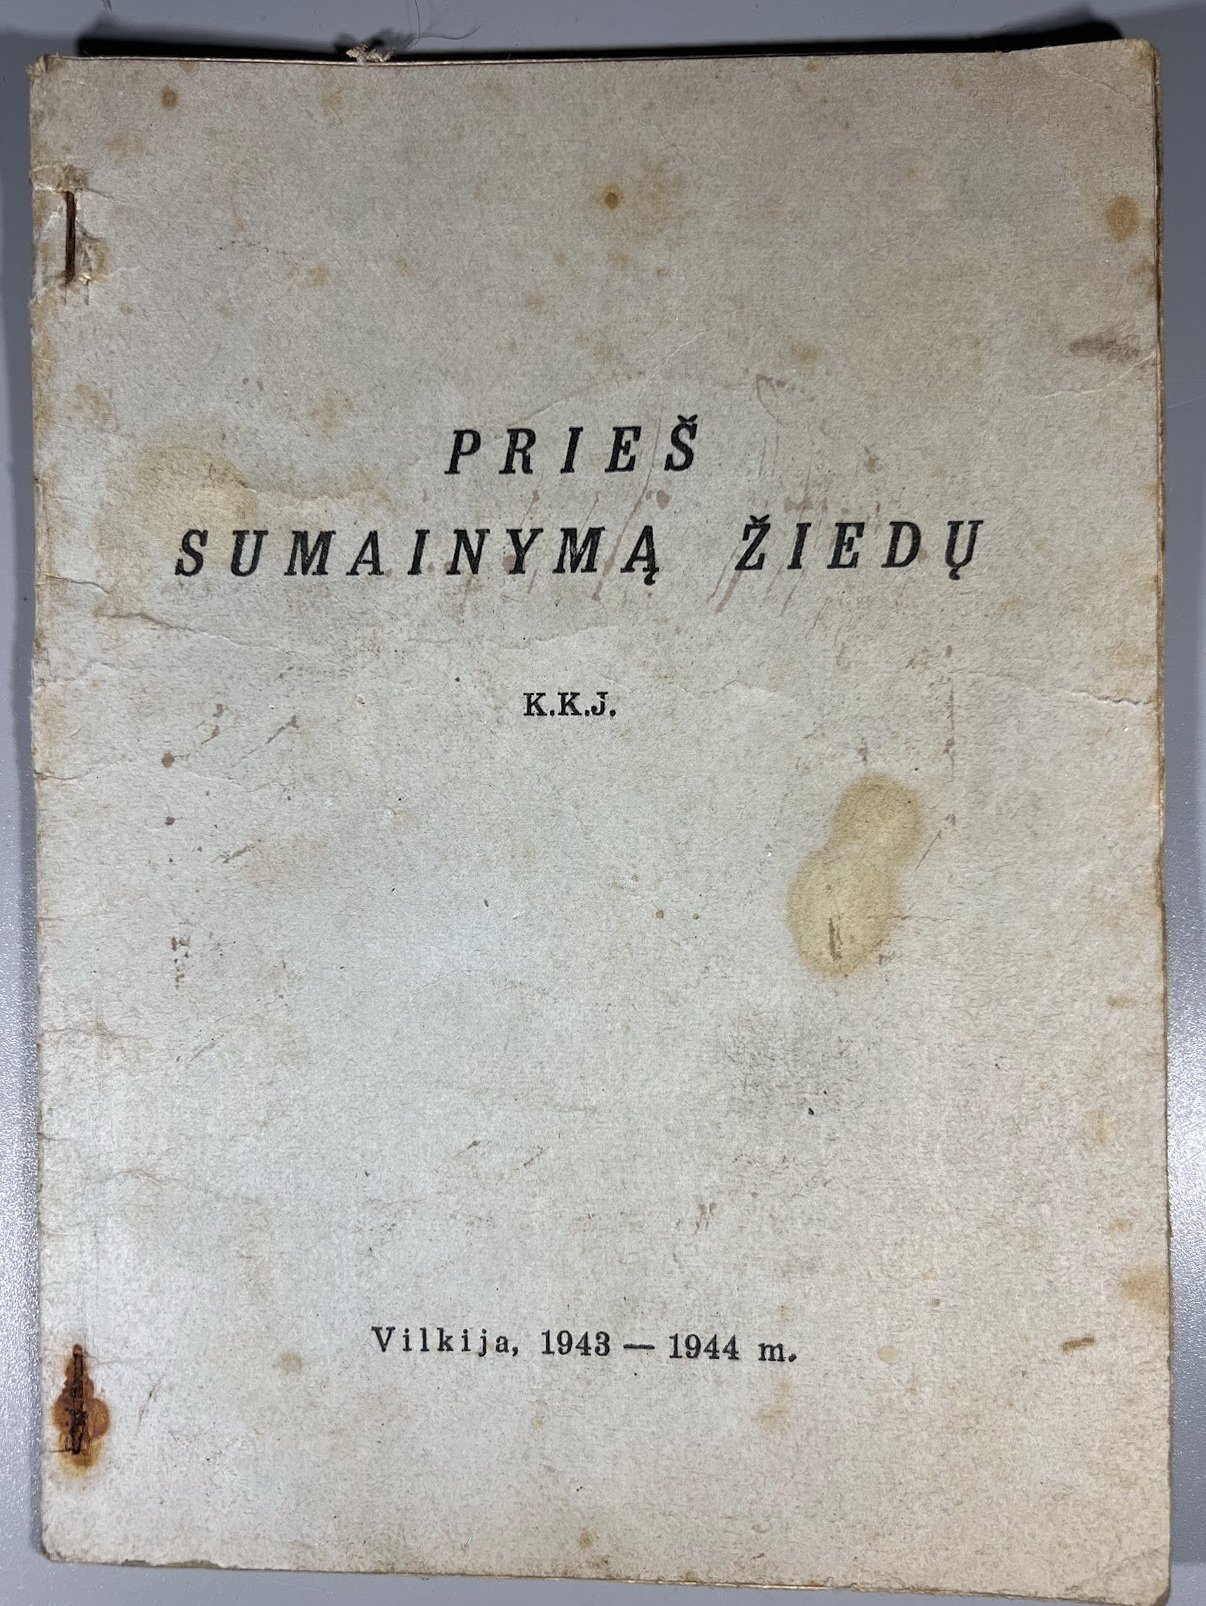 PRIEŠ
SUMAINYMĄ ŽIEDŲ
K.K.J.
Vilkija, 1943 — 1944 m.